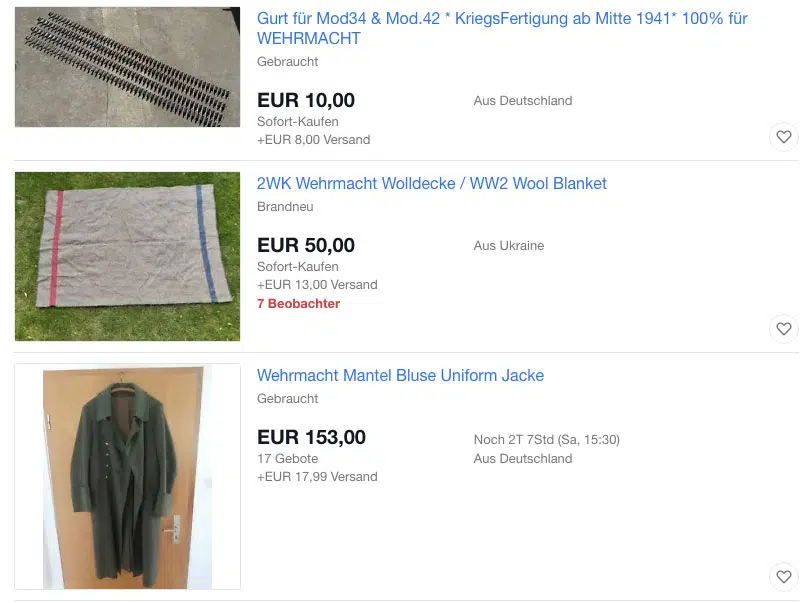 Gurt für Mod34 & Mod.42 * KriegsFertigung ab Mitte 1941* 100% für
WEHRMACHT
Gebraucht
EUR 10,00
Aus Deutschland
Sofort-Kaufen
+EUR 8,00 Versand
2WK Wehrmacht Wolldecke / WW2 Wool Blanket
Brandneu
EUR 50,00
Aus Ukraine
Sofort-Kaufen
+EUR 13,00 Versand
7 Beobachter
Wehrmacht Mantel Bluse Uniform Jacke
Gebraucht
EUR 153,00
Noch 2T 7Std (Sa, 15:30)
17 Gebote
Aus Deutschland
+EUR 17,99 Versand